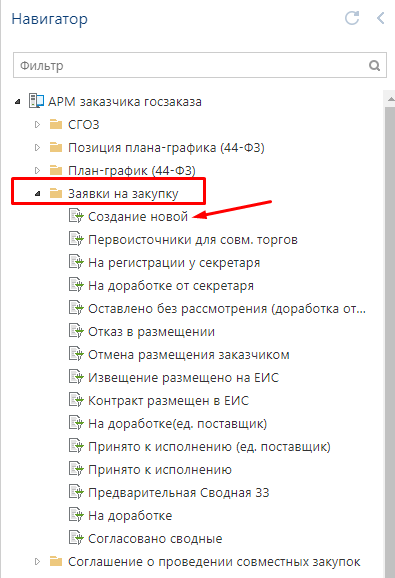 Навигатор
Фильтр
АРМ заказчика госзаказа
СГОЗ
Позиция плана-графика (44-ФЗ)
План-график (44-ФЗ)
Заявки на закупку
Создание новой
Первоисточники для совм. торгов
На регистрации у секретаря
На доработке от секретаря
Оставлено без рассмотрения (доработка от...
Отказ в размещении
Отмена размещения заказчиком
Извещение размещено на ЕИС
Контракт размещен в ЕИС
На доработке(ед. поставщик)
Принято к исполнению (ед. поставщик)
Принято к исполнению
Предварительная Сводная ЗЗ
На доработке
Согласовано сводные
Соглашение о проведении совместных закупок